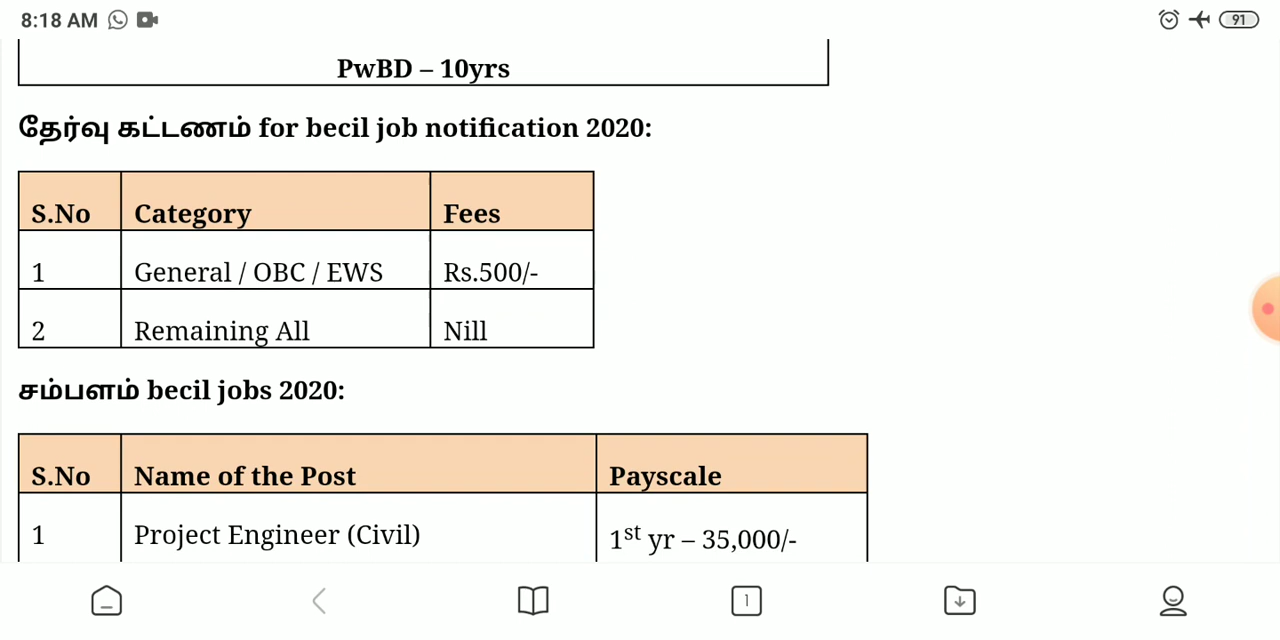 8:18 AM
91
PwBD – 10yrs
தேர்வு கட்டணம் for becil job notification 2020:
S.No Category Fees
1 General / OBC / EWS Rs.500/-
2 Remaining All Nill
சம்பளம் becil jobs 2020:
S.No Name of the Post Payscale
1 Project Engineer (Civil) 1st yr – 35,000/-
1